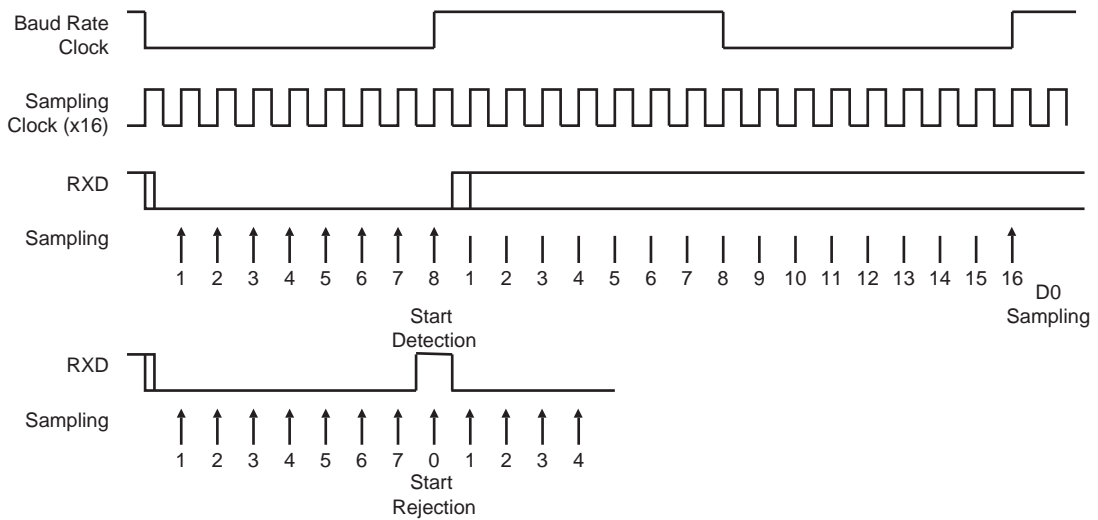 Baud Rate
Clock
Sampling
Clock (x16)
RXD
Sampling
1 2 3 4 5 6 7 8 1 2 3 4 5 6 7 8 9 10 11 12 13 14 15 16
D0
Sampling
Start
Detection
RXD
Sampling
1 2 3 4 5 6 7 0 1 2 3 4
Start
Rejection